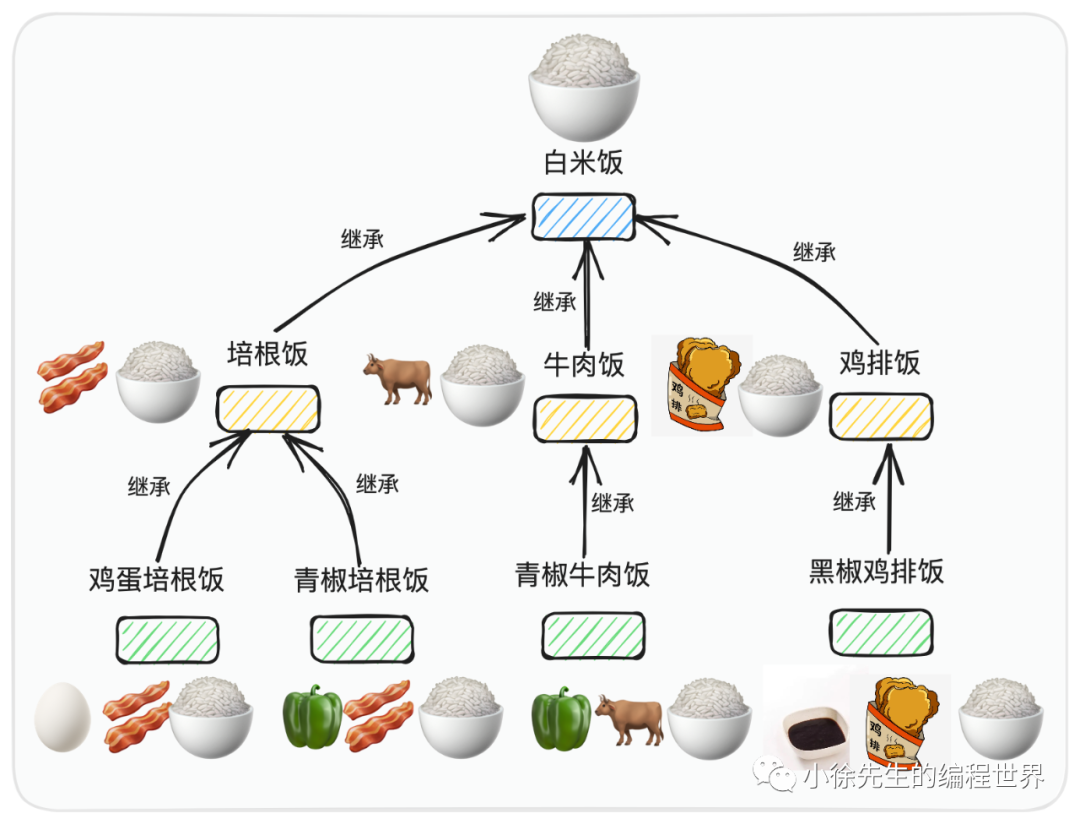 白米饭
继承
继承
继承
培根饭
牛肉饭
鸡排饭
鸡排
继承
继承
继承
继承
鸡蛋培根饭
青椒培根饭
青椒牛肉饭
黑椒鸡排饭
鸡排
小徐先生的编程世界